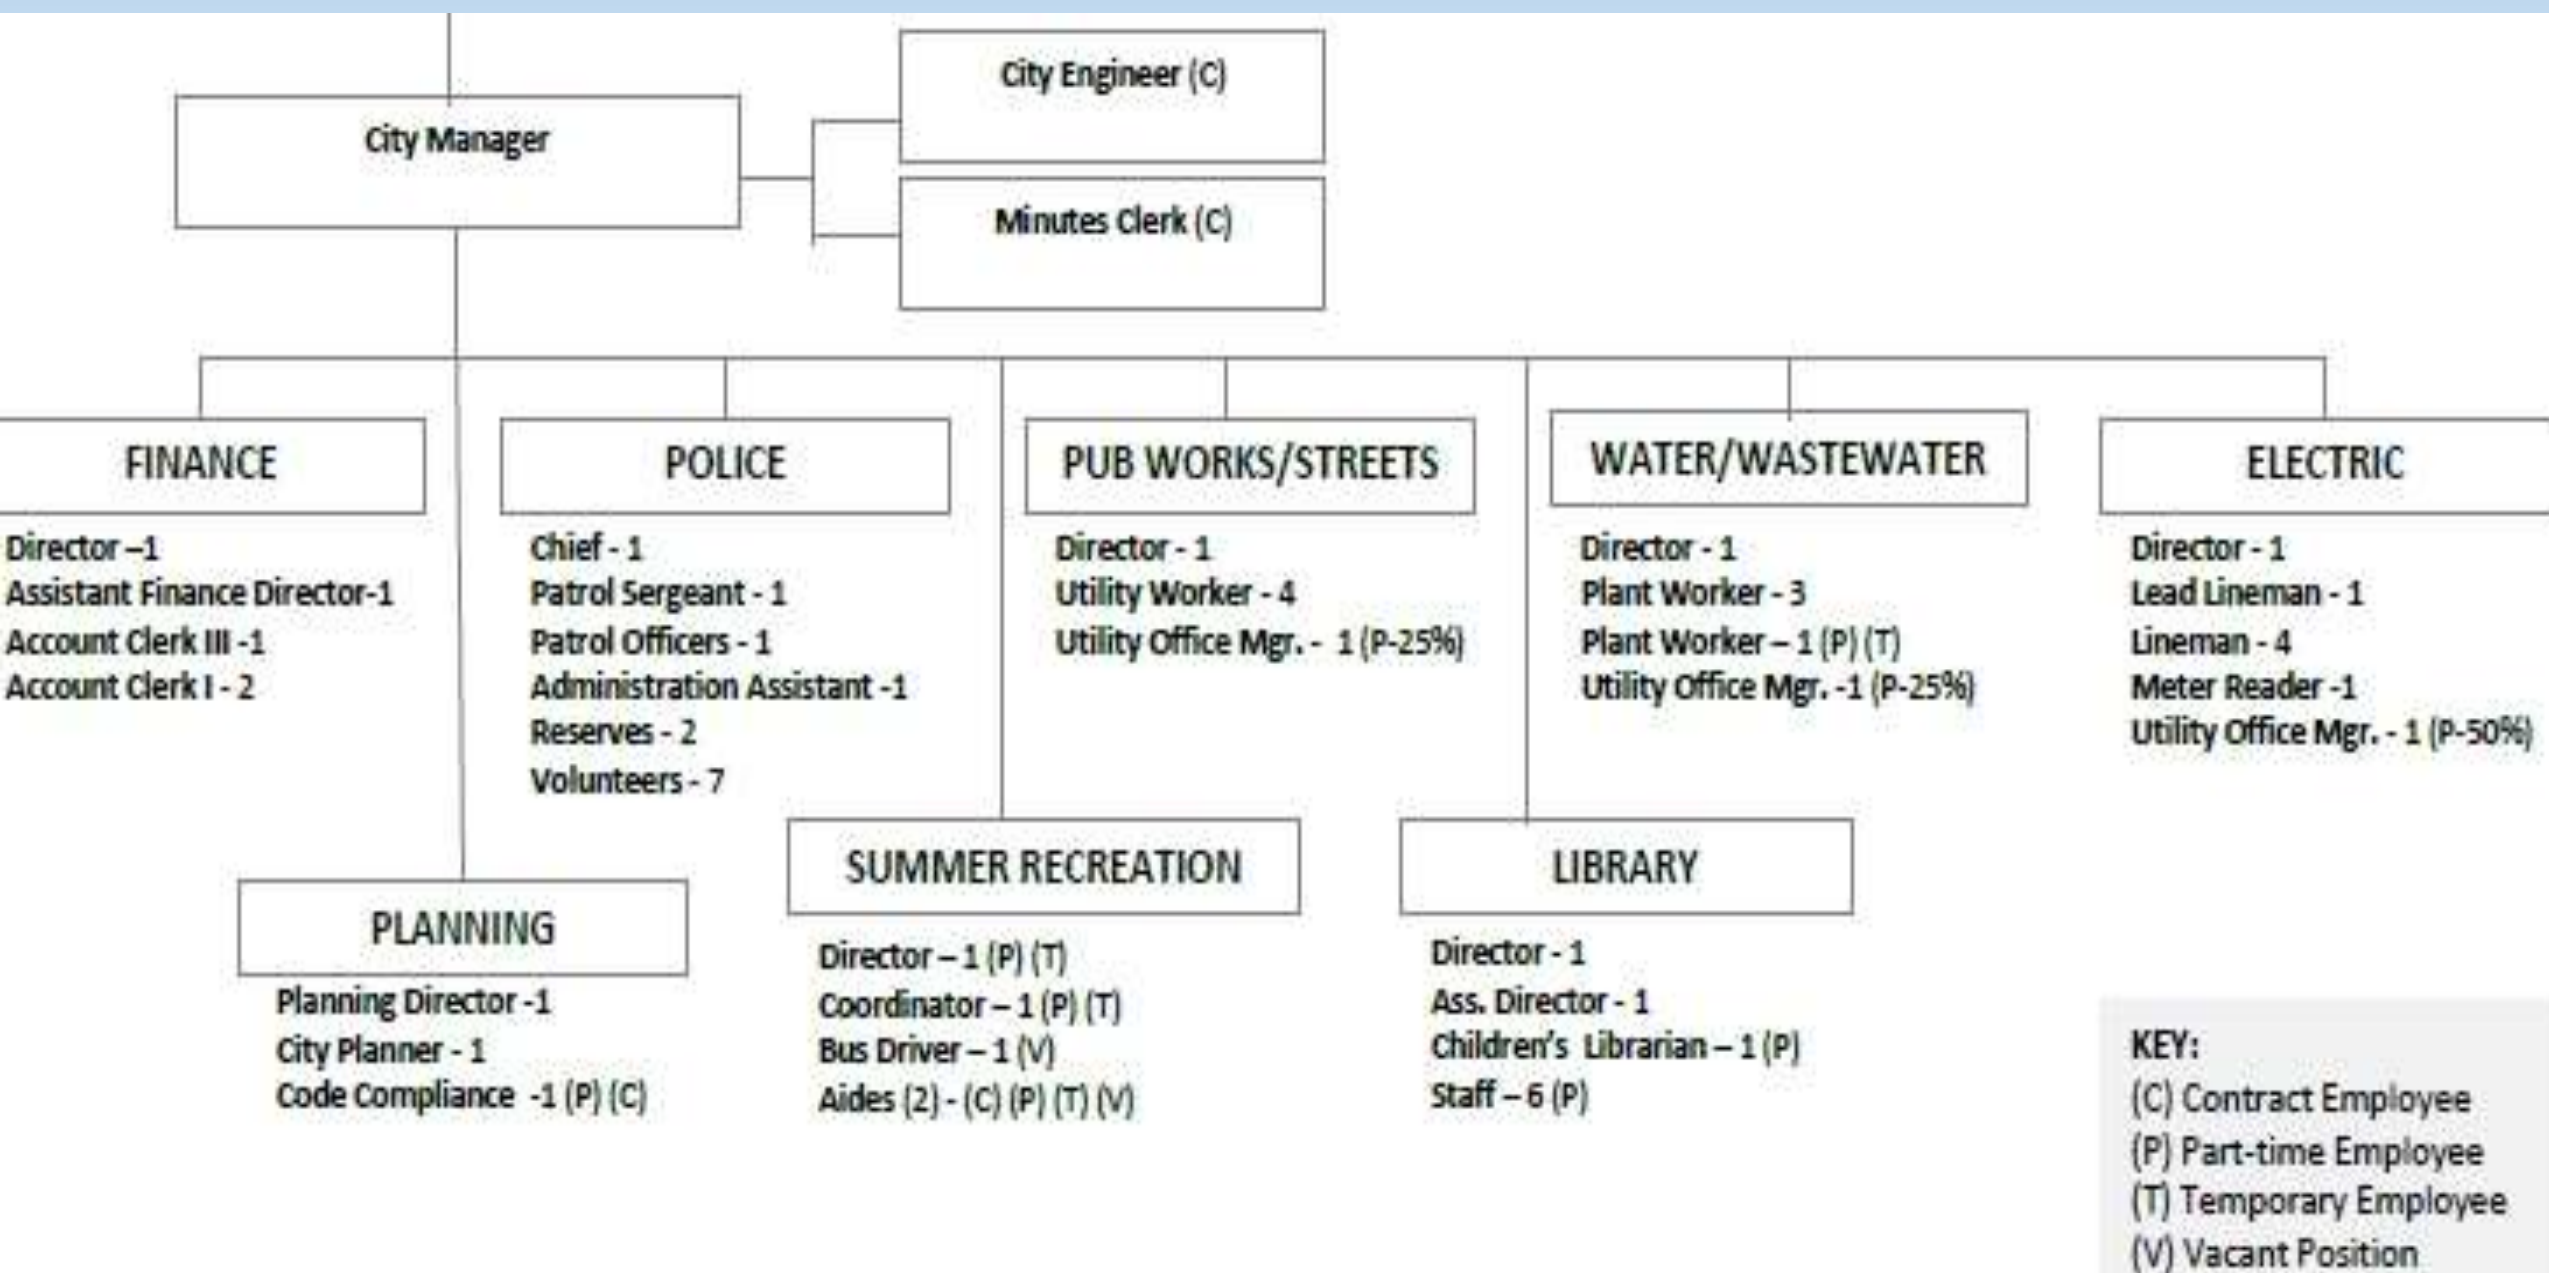 City Engineer (C)
City Manager
Minutes Clerk (C)
FINANCE
Director –1
Assistant Finance Director-1
Account Clerk III -1
Account Clerk I - 2
POLICE
Chief - 1
Patrol Sergeant - 1
Patrol Officers - 1
Administration Assistant -1
Reserves - 2
Volunteers - 7
PUB WORKS/STREETS
Director - 1
Utility Worker - 4
Utility Office Mgr. - 1 (P-25%)
WATER/WASTEWATER
Director - 1
Plant Worker - 3
Plant Worker – 1 (P) (T)
Utility Office Mgr. -1 (P-25%)
ELECTRIC
Director - 1
Lead Lineman - 1
Lineman - 4
Meter Reader -1
Utility Office Mgr. - 1 (P-50%)
PLANNING
Planning Director -1
City Planner - 1
Code Compliance -1 (P) (C)
SUMMER RECREATION
Director – 1 (P) (T)
Coordinator – 1 (P) (T)
Bus Driver – 1 (V)
Aides (2) - (C) (P) (T) (V)
LIBRARY
Director - 1
Ass. Director - 1
Children's Librarian – 1 (P)
Staff – 6 (P)
KEY:
(C) Contract Employee
(P) Part-time Employee
(T) Temporary Employee
(V) Vacant Position